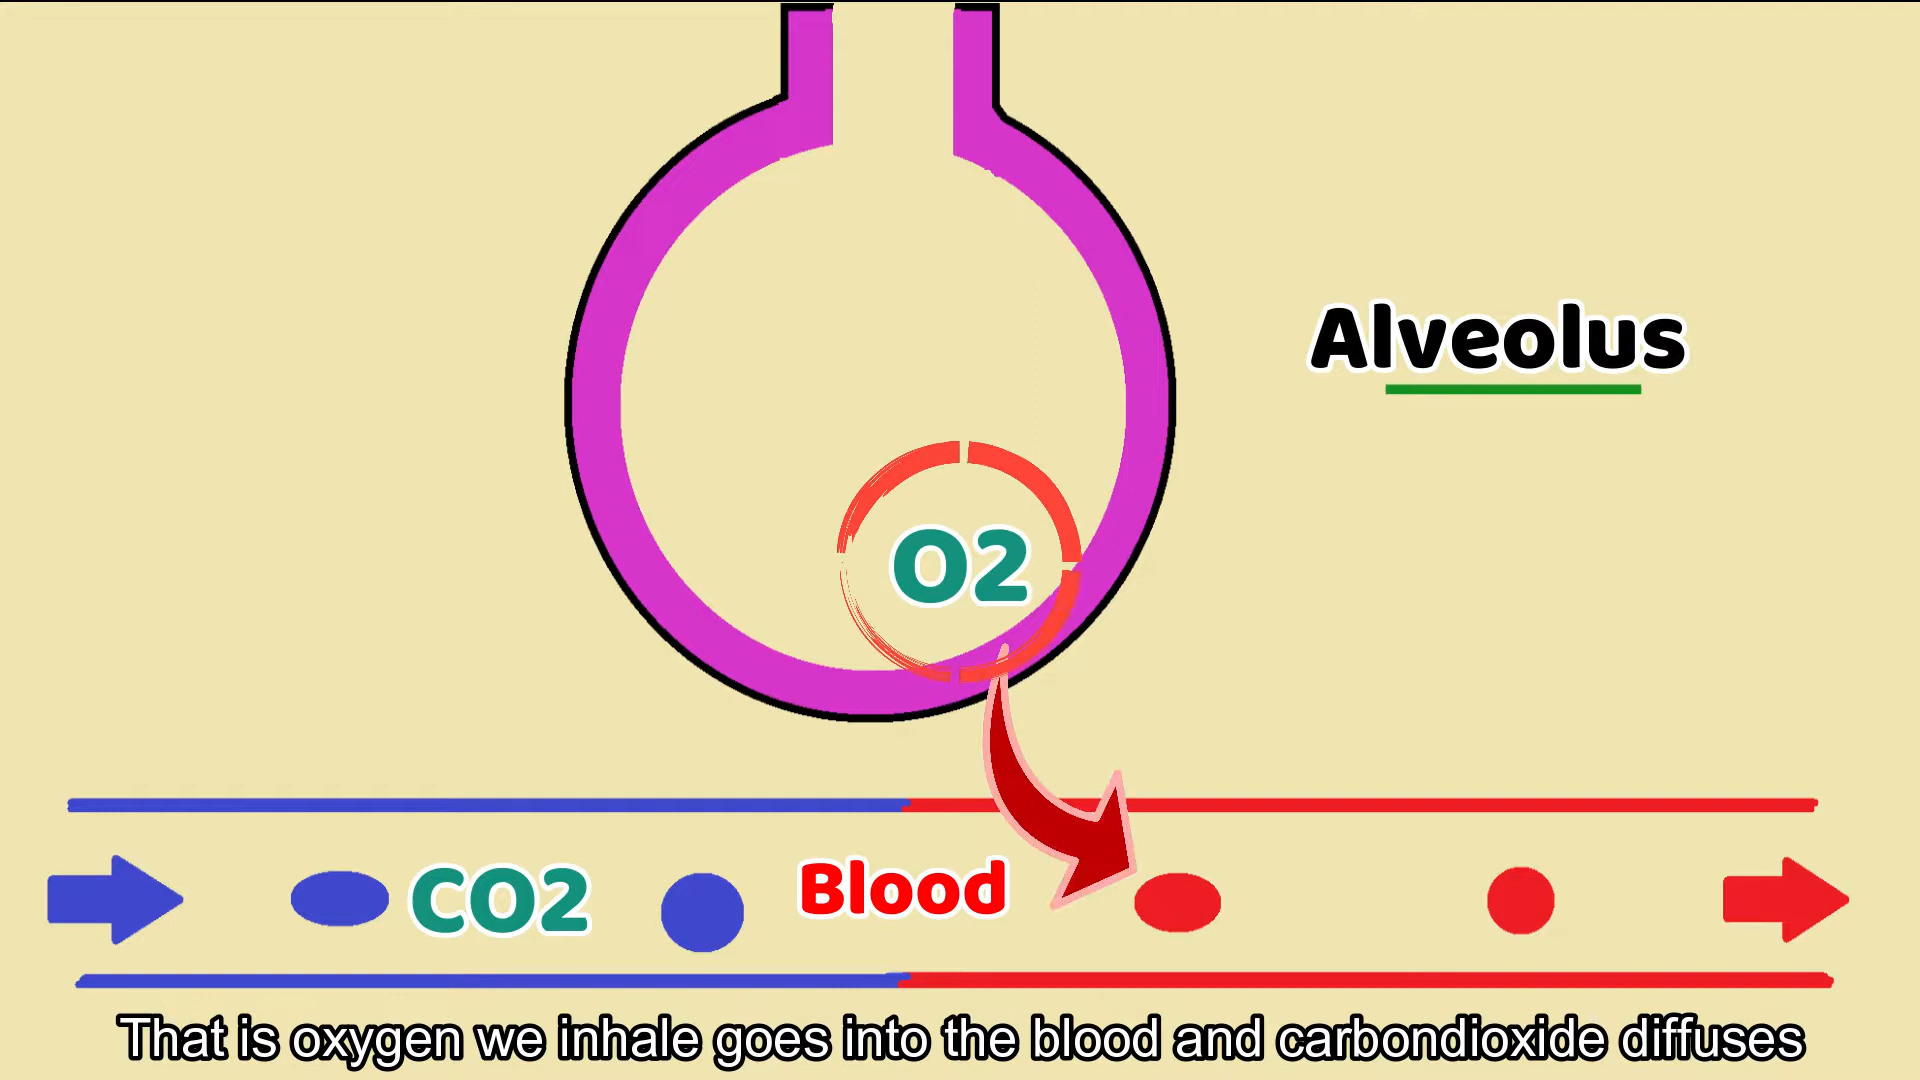 Alveolus
O2
CO2
Blood
That is oxygen we inhale goes into the blood and carbondioxide diffuses